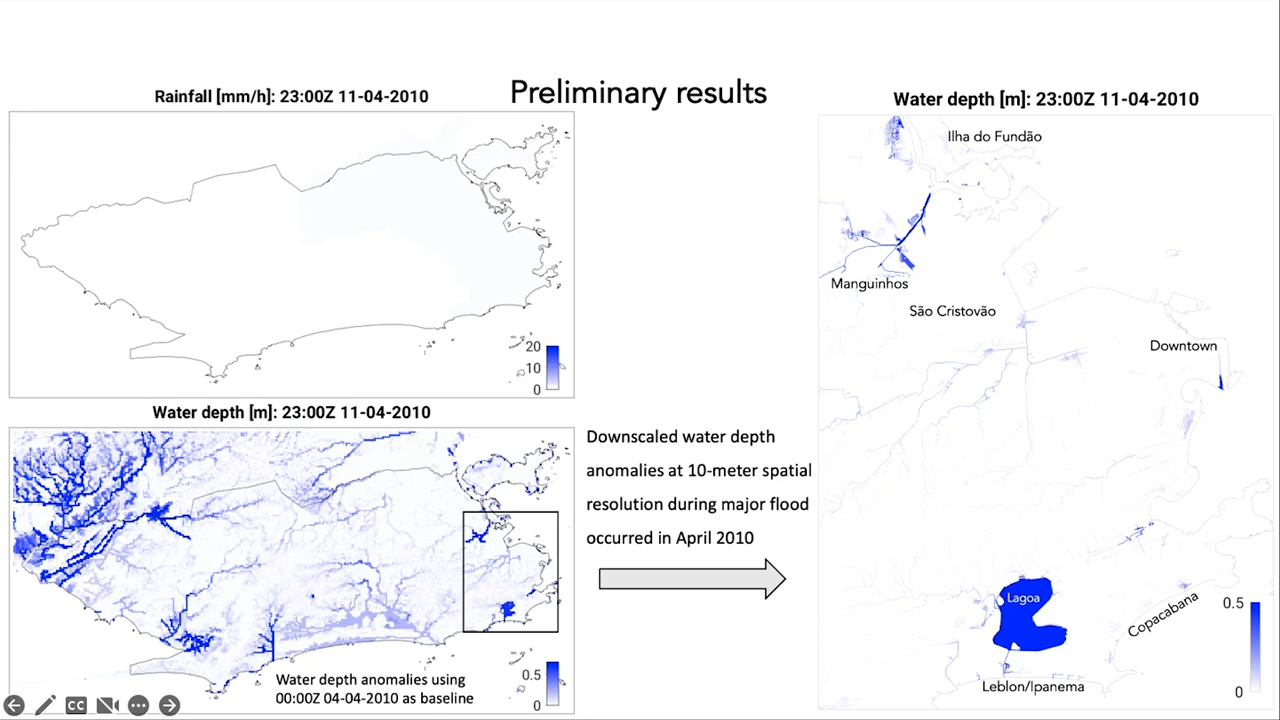 Preliminary results
Rainfall [mm/h]: 23:00Z 11-04-2010
20
10
0
Water depth [m]: 23:00Z 11-04-2010
Water depth anomalies using
00:00Z 04-04-2010 as baseline
0.5
0
Downscaled water depth
anomalies at 10-meter spatial
resolution during major flood
occurred in April 2010
Water depth [m]: 23:00Z 11-04-2010
Ilha do Fundão
Manguinhos
São Cristovão
Downtown
Lagoa
Copacabana
Leblon/Ipanema
0.5
0
CC